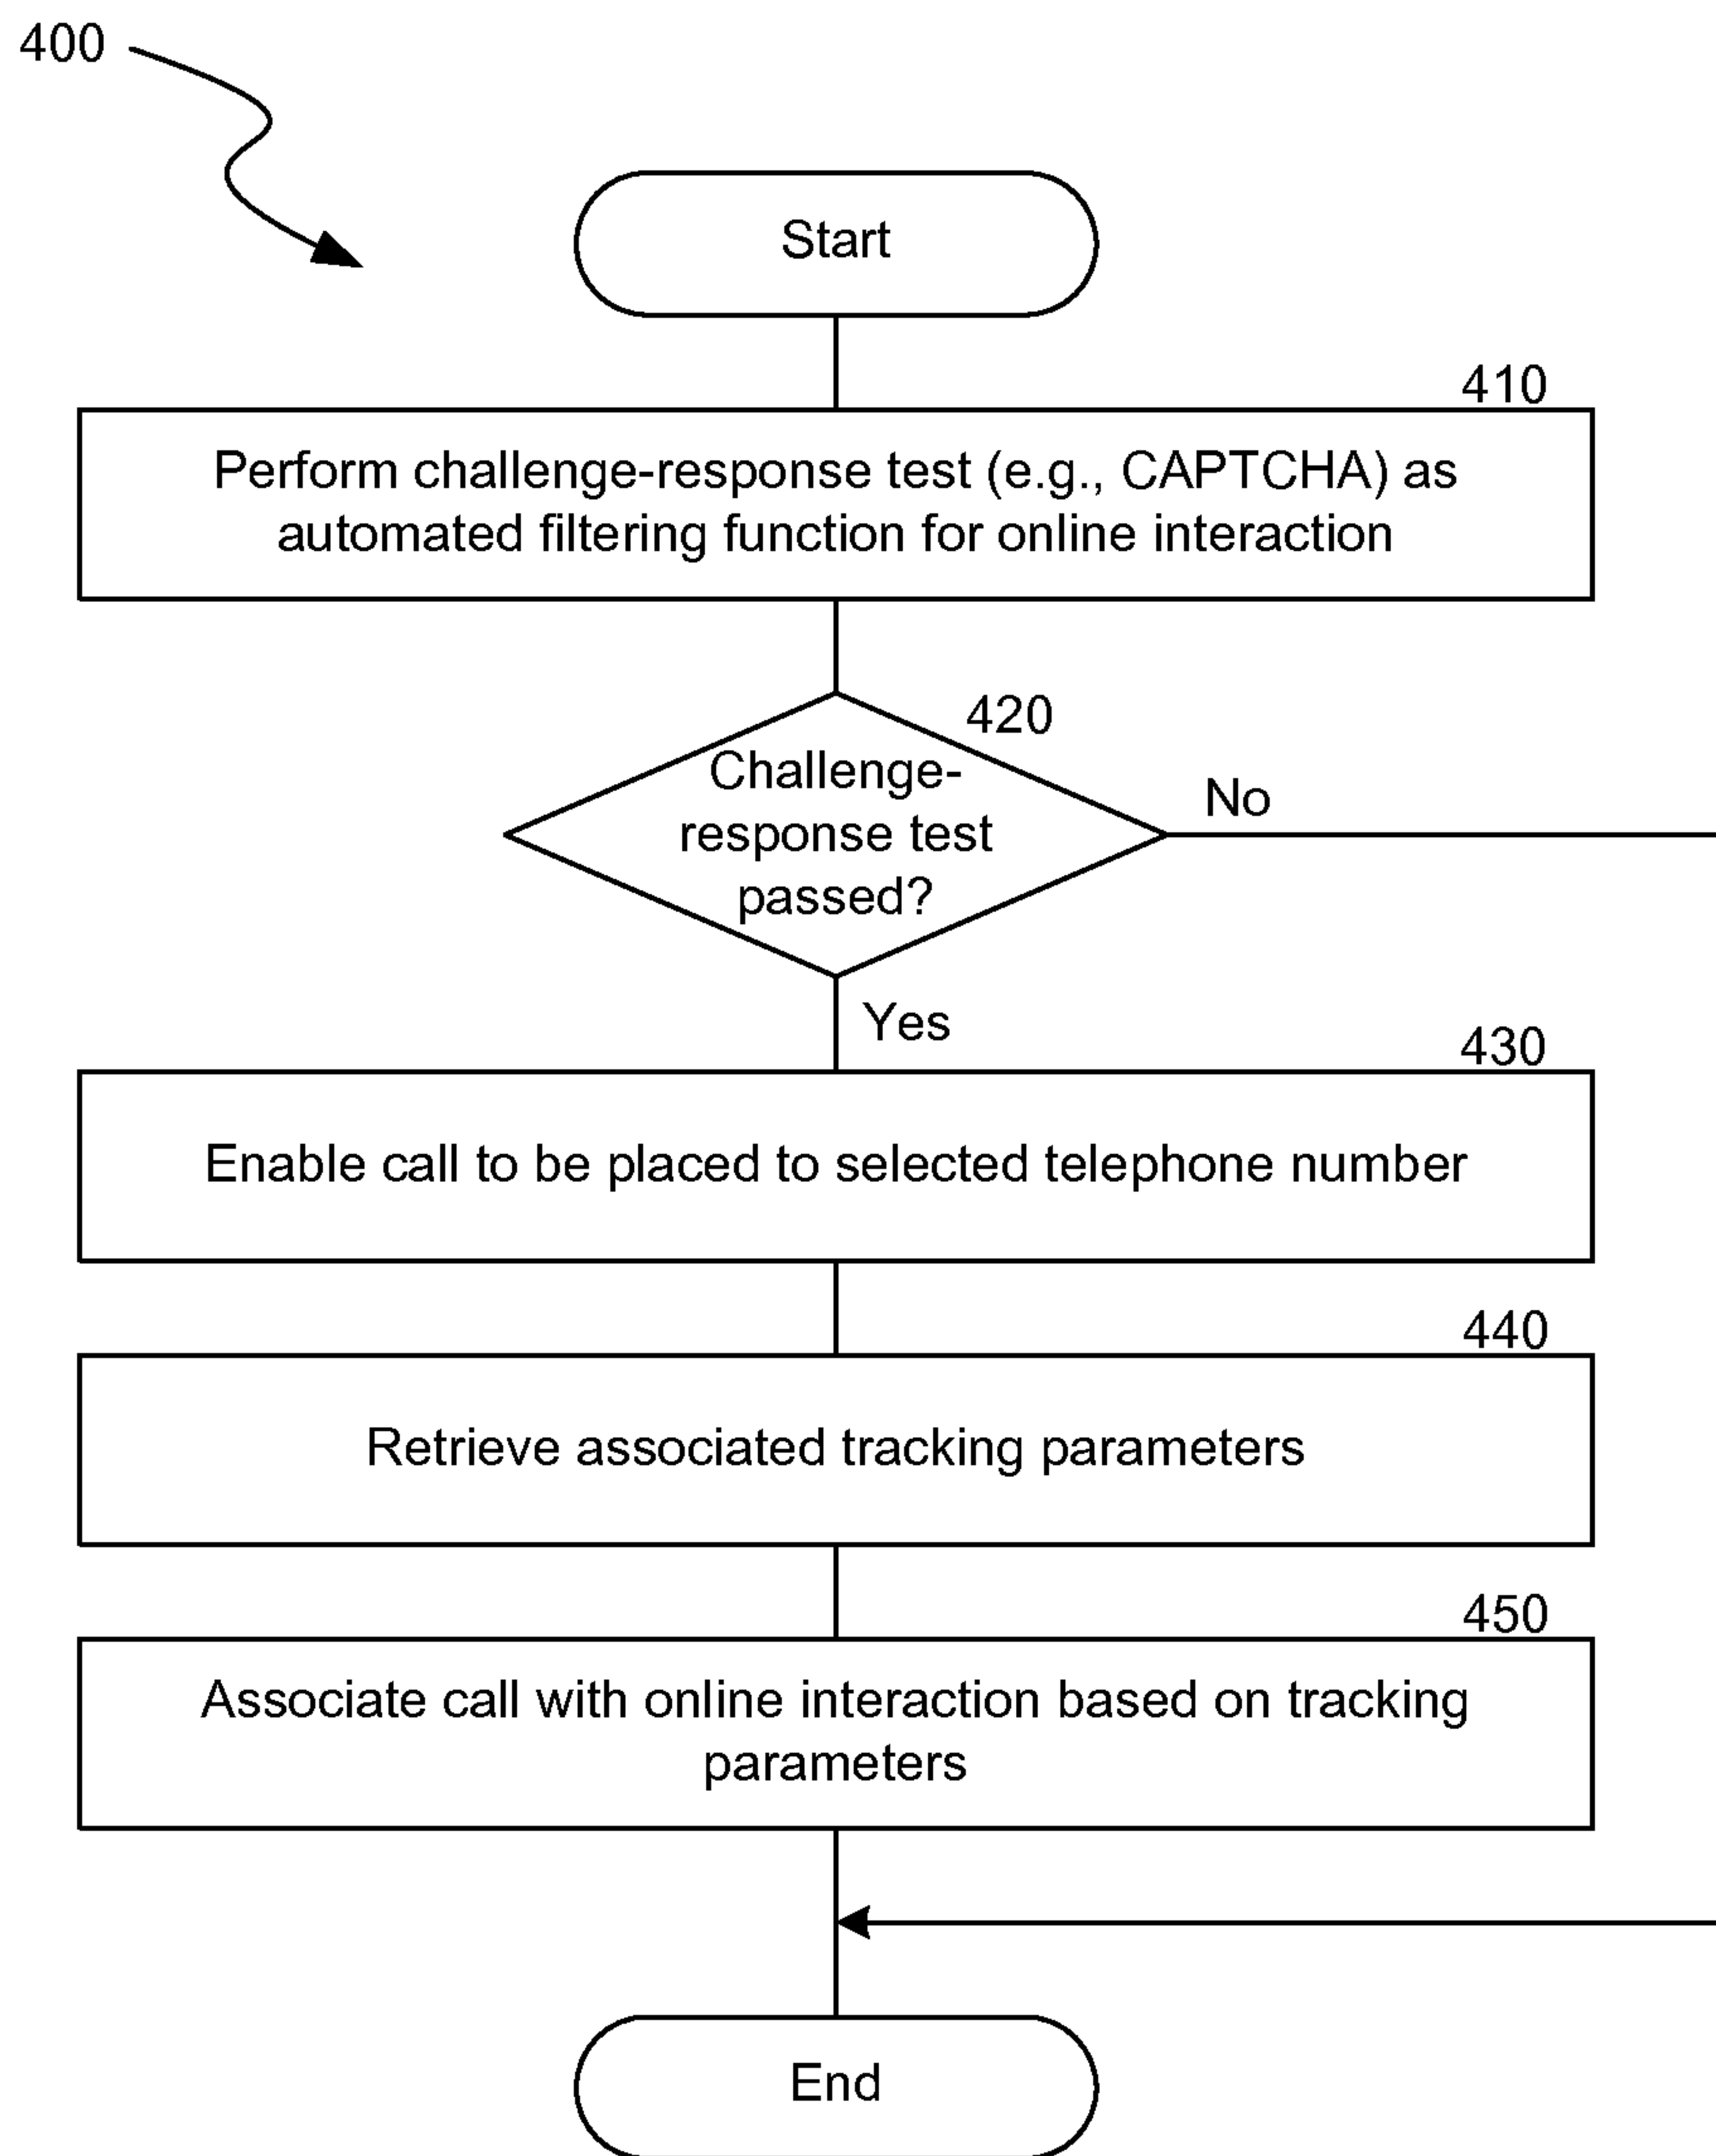 400
Start
410
Perform challenge-response test (e.g., CAPTCHA) as
automated filtering function for online interaction
420
Challenge-
response test
passed?
No
Yes
430
Enable call to be placed to selected telephone number
440
Retrieve associated tracking parameters
450
Associate call with online interaction based on tracking
parameters
End